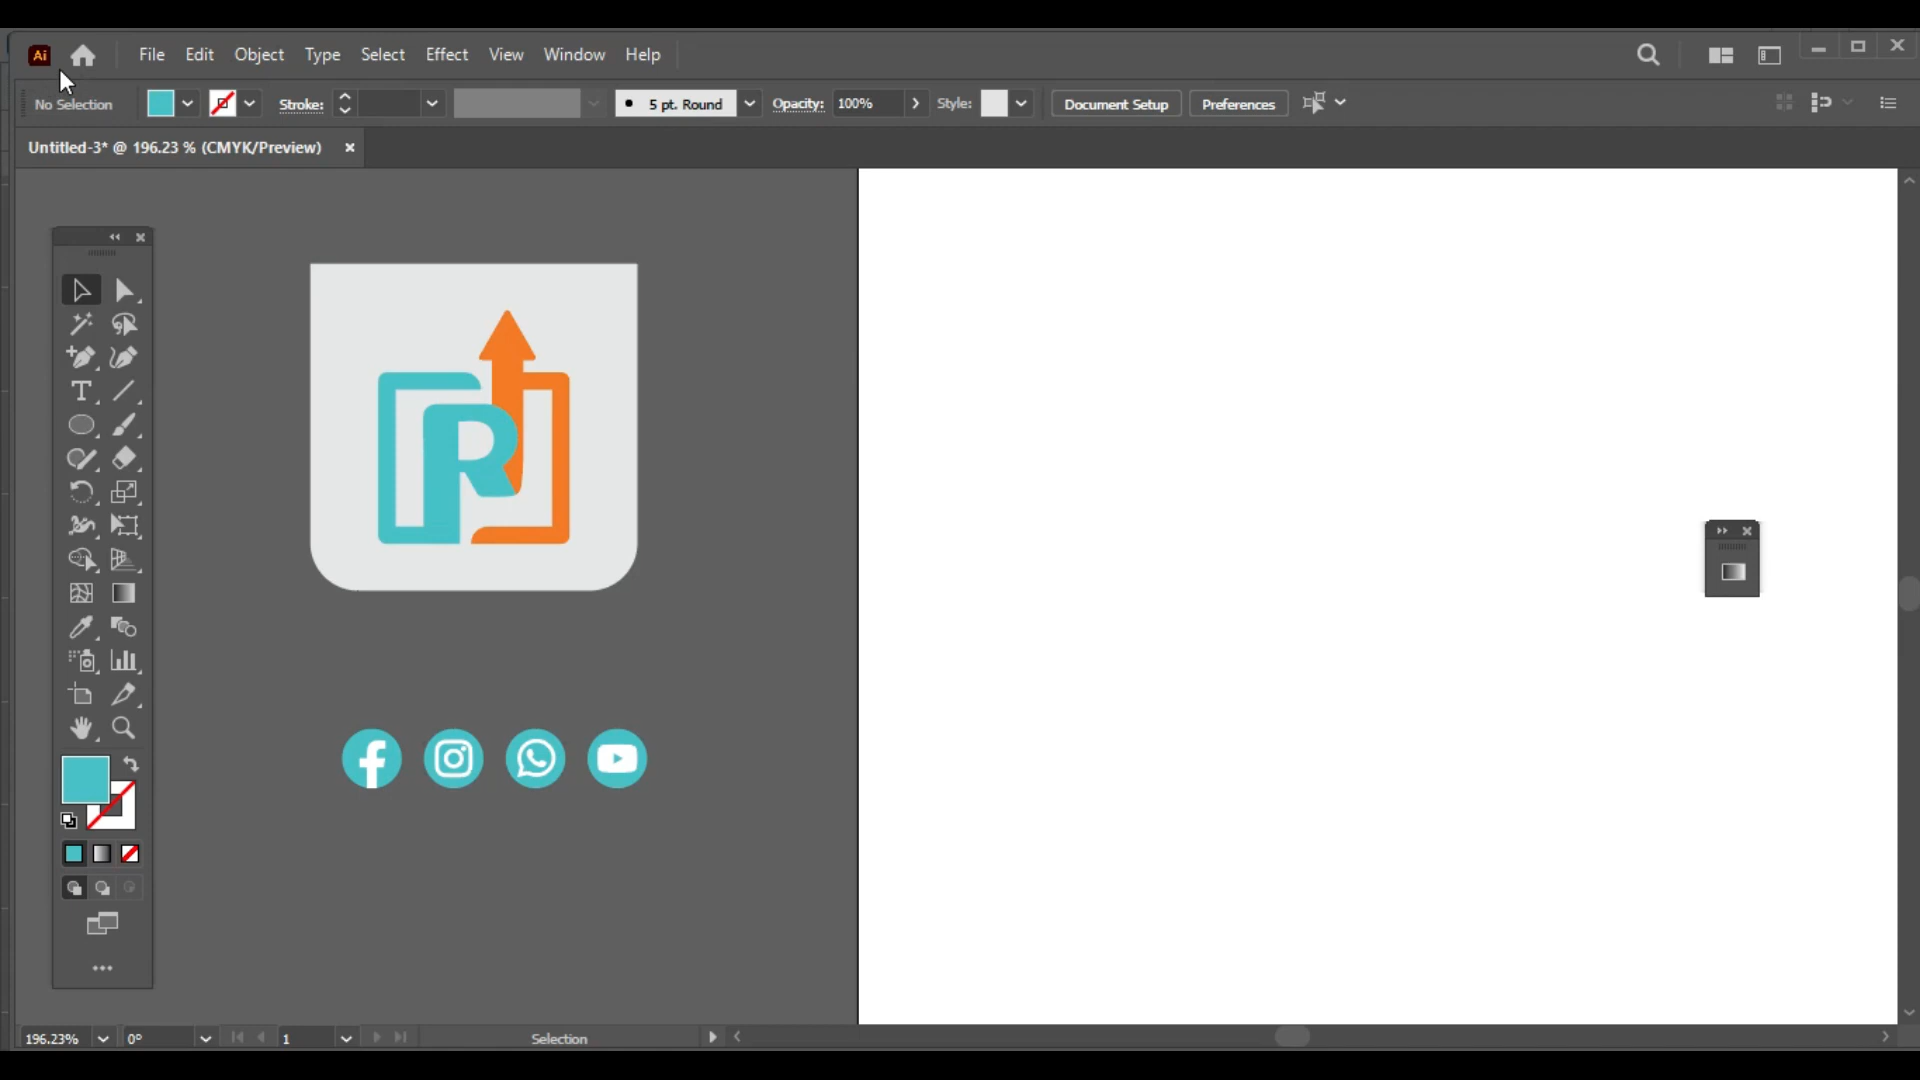 Ai File Edit Object Type Select Effect View Window Help
No Selection Stroke: 5 pt. Round Opacity: 100% Style: Document Setup Preferences
Untitled-3* @ 196.23 % (CMYK/Preview)
R
196.23% 0° 1 Selection